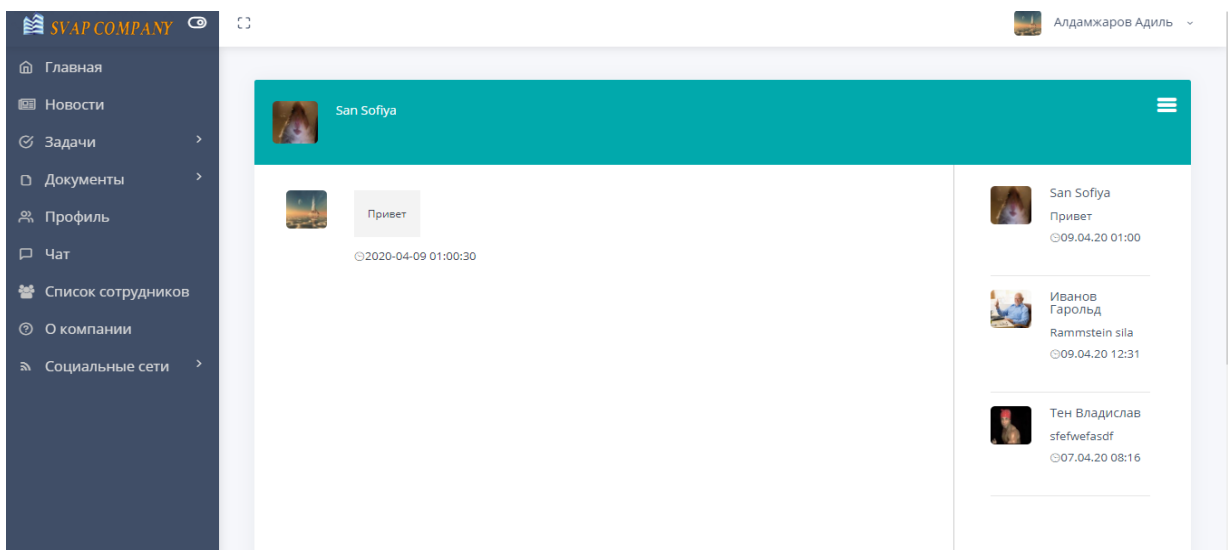 SVAP COMPANY
Алдамжаров Адиль
Главная
Новости
Задачи
Документы
Профиль
Чат
Список сотрудников
О компании
Социальные сети
San Sofiya
Привет
2020-04-09 01:00:30
San Sofiya
Привет
09.04.20 01:00
Иванов
Гарольд
Rammstein sila
09.04.20 12:31
Тен Владислав
sfefwefasdf
07.04.20 08:16